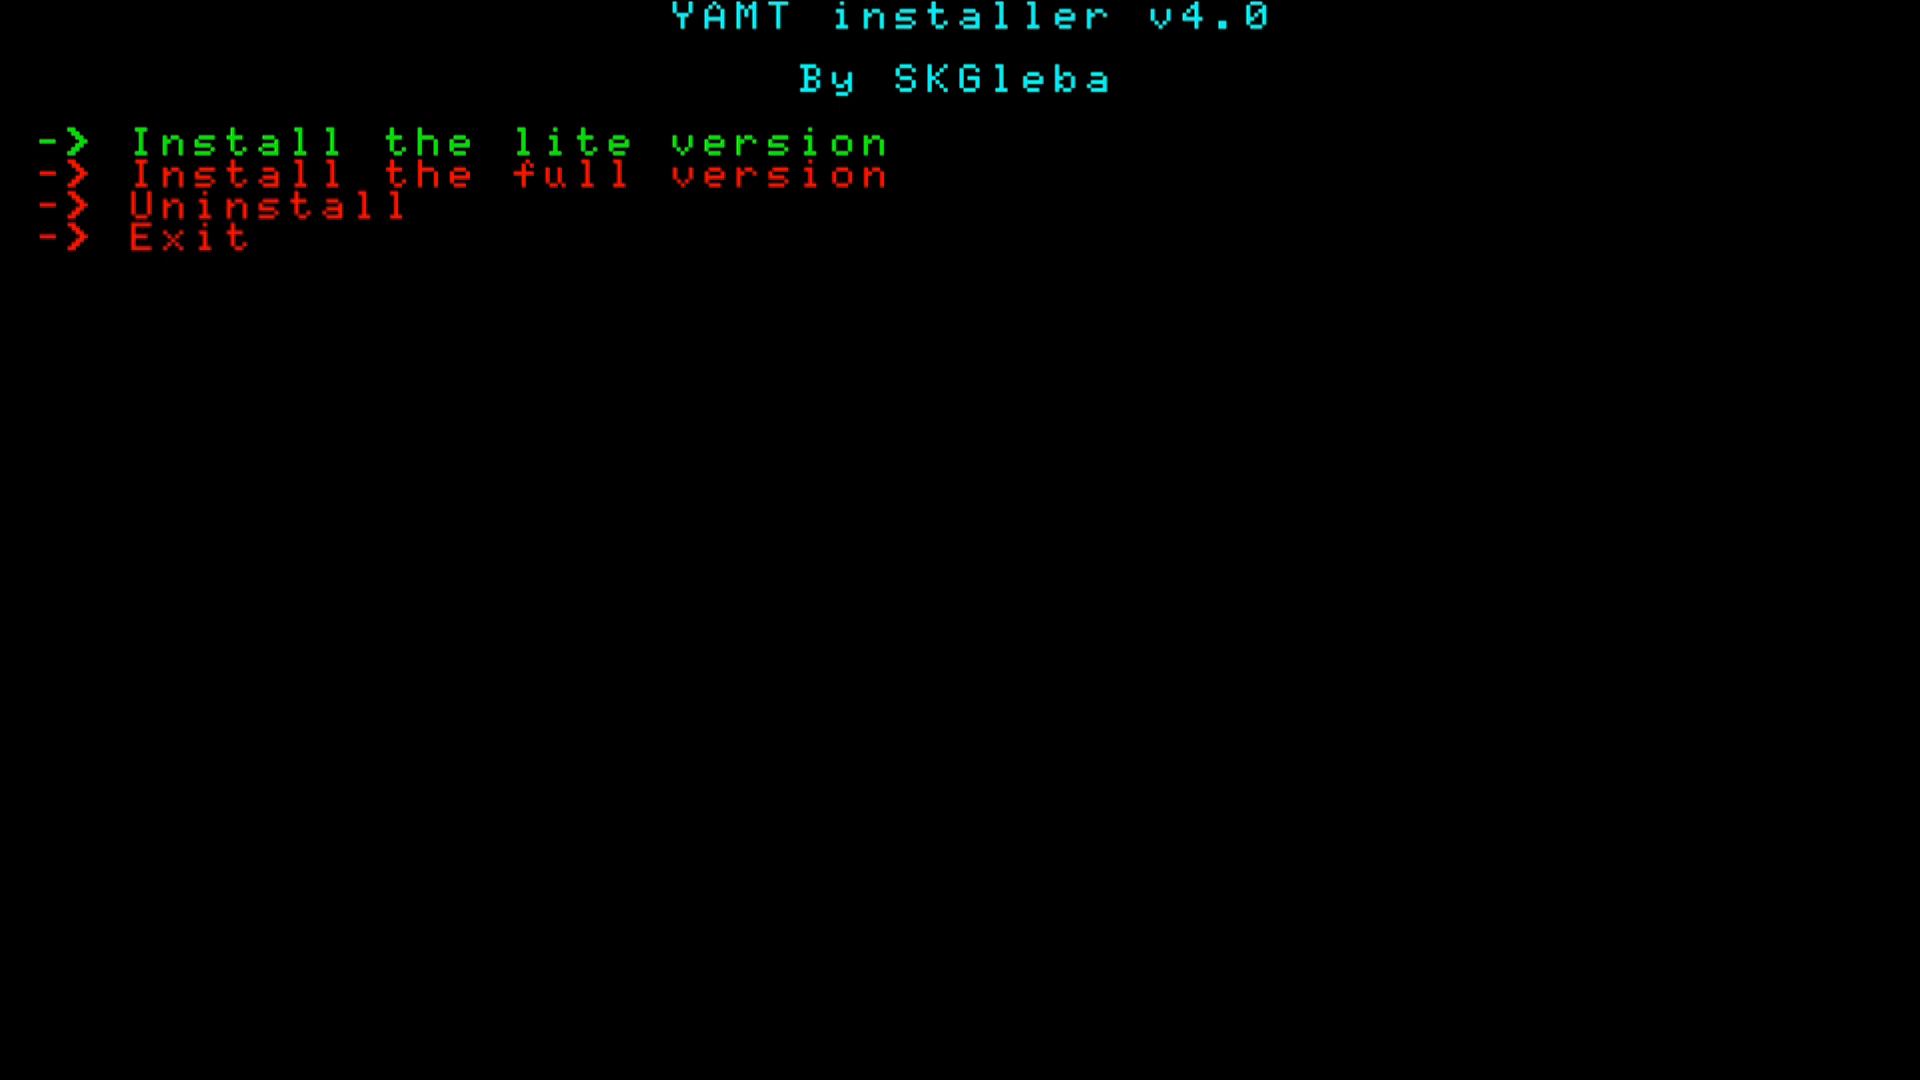 YAMT installer v4.0
By SKGleba
-> Install the lite version
-> Install the full version
-> Uninstall
-> Exit